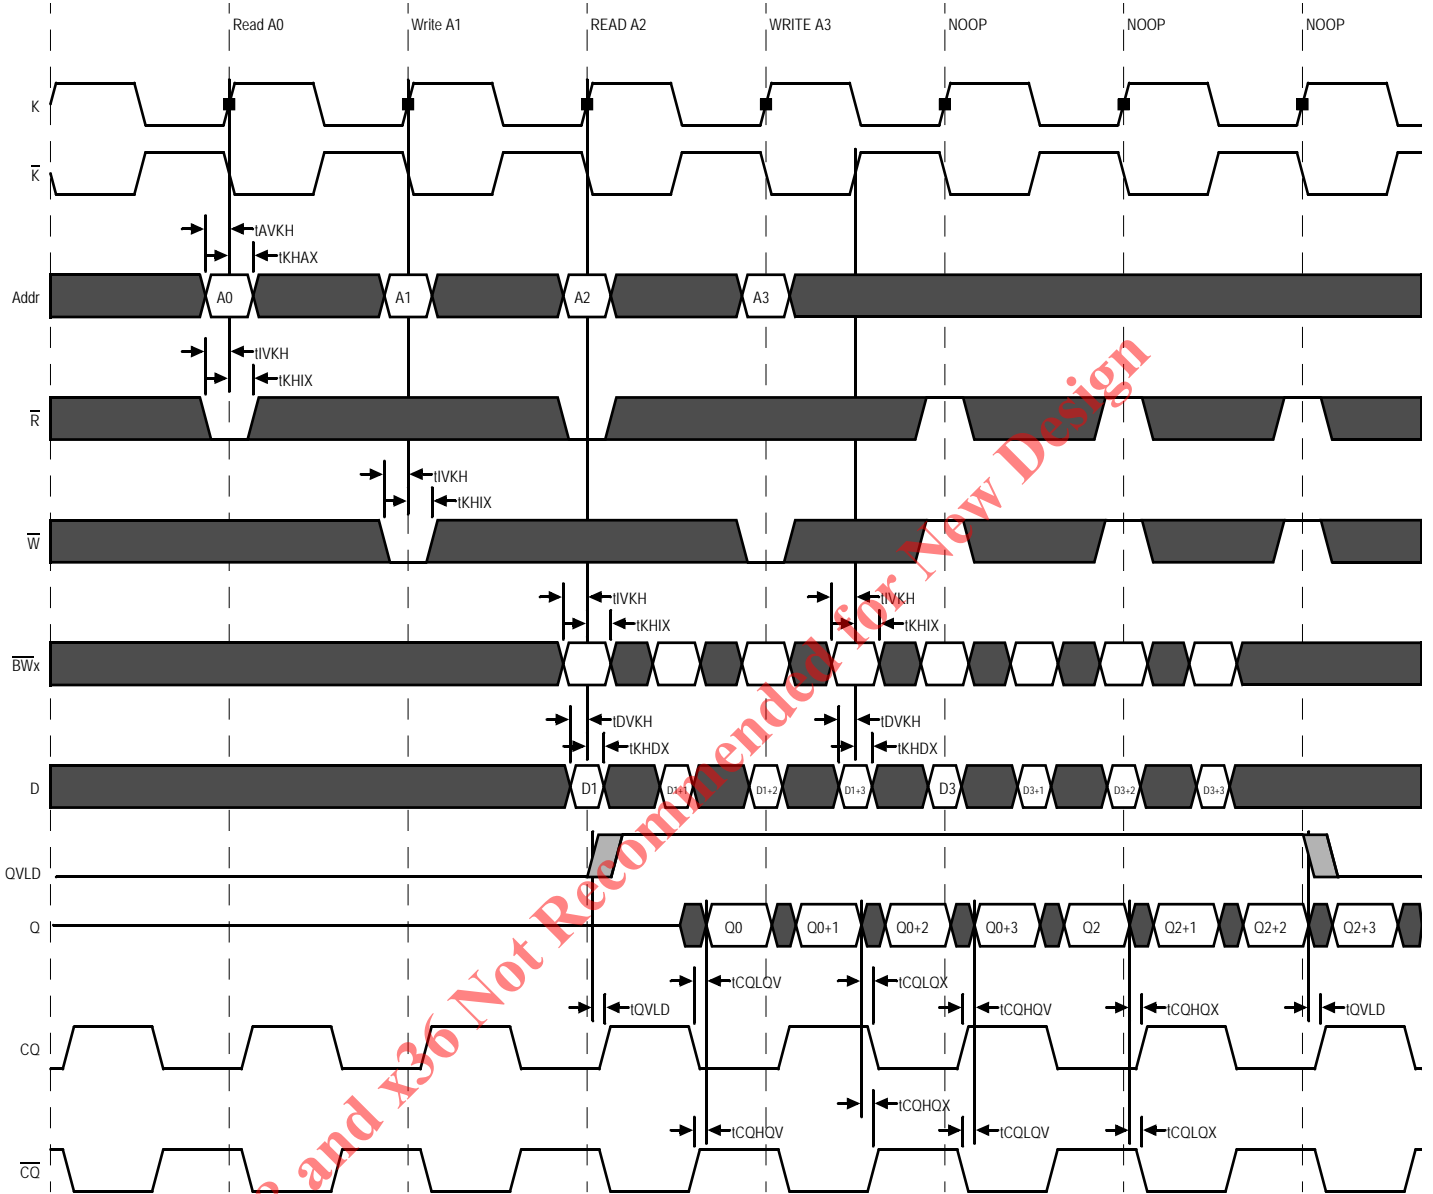 Read A0 Write A1 READ A2 WRITE A3 NOOP NOOP NOOP
K
K
tAVKH
tKHAX
Addr A0 A1 A2 A3
tIVKH
tKHIX
R
tIVKH
tKHIX
W
tIVKH tIVKH
tKHIX tKHIX
BWx
tDVKH tDVKH
tKHDX tKHDX
D D1 D1+1 D1+2 D1+3 D3 D3+1 D3+2 D3+3
QVLD
Q Q0 Q0+1 Q0+2 Q0+3 Q2 Q2+1 Q2+2 Q2+3
tCQLQV tCQLQX
tQVLD tCQHQV tCQHQX tQVLD
CQ
tCQHQX
tCQHQV tCQLQV tCQLQX
CQ
and x36 Not Recommended for New Design